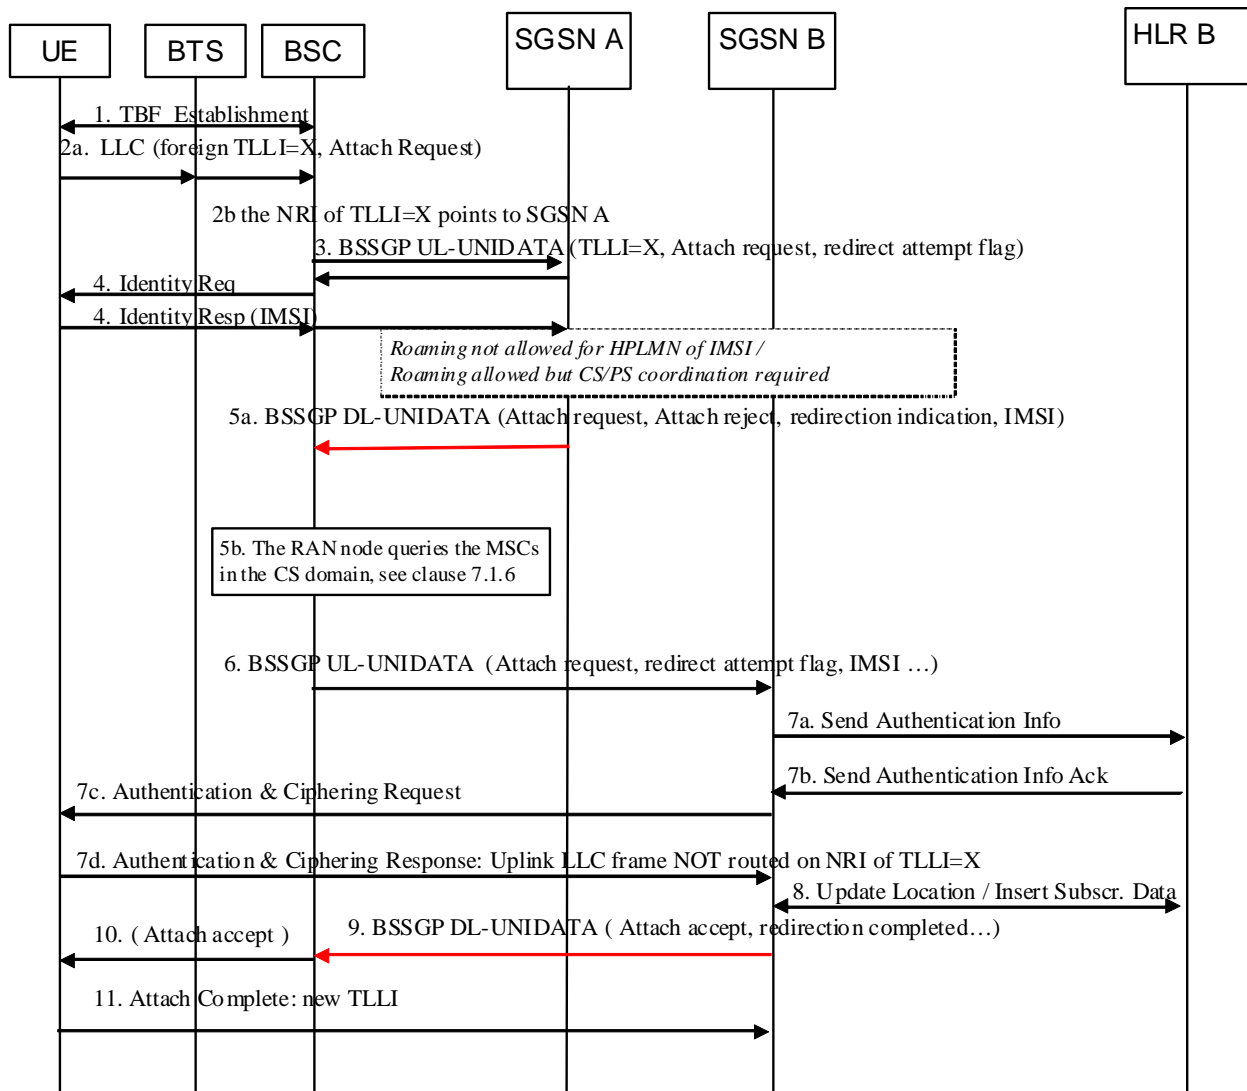 UE
BTS
BSC
SGSN A
SGSN B
HLR B
1. TBF Establishment
2a. LLC (foreign TLLI=X, Attach Request)
2b the NRI of TLLI=X points to SGSN A
3. BSSGP UL-UNIDATA (TLLI=X, Attach request, redirect attempt flag)
4. Identity Req
4. Identity Resp (IMSI)
Roaming not allowed for HPLMN of IMSI /
Roaming allowed but CS/PS coordination required
5a. BSSGP DL-UNIDATA (Attach request, Attach reject, redirection indication, IMSI)
5b. The RAN node queries the MSCs
in the CS domain, see clause 7.1.6
6. BSSGP UL-UNIDATA (Attach request, redirect attempt flag, IMSI …)
7a. Send Authentication Info
7b. Send Authentication Info Ack
7c. Authentication & Ciphering Request
7d. Authentication & Ciphering Response: Uplink LLC frame NOT routed on NRI of TLLI=X
8. Update Location / Insert Subscr. Data
9. BSSGP DL-UNIDATA ( Attach accept, redirection completed…)
10. ( Attach accept )
11. Attach Complete: new TLLI